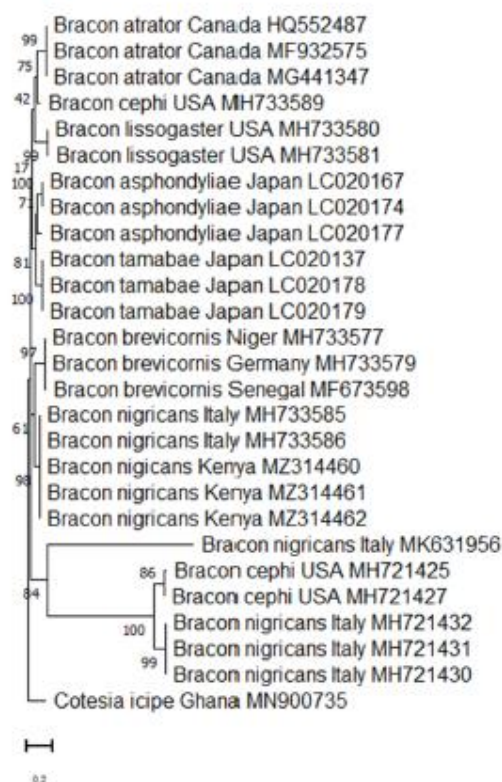 Bracon atrator Canada HQ552487
99
Bracon atrator Canada MF932575
75
Bracon atrator Canada MG441347
42
Bracon cephi USA MH733589
Bracon lissogaster USA MH733580
99
Bracon lissogaster USA MH733581
17
100
Bracon asphondyliae Japan LC020167
71
Bracon asphondyliae Japan LC020174
Bracon asphondyliae Japan LC020177
81
Bracon tamabae Japan LC020137
Bracon tamabae Japan LC020178
100
Bracon tamabae Japan LC020179
Bracon brevicornis Niger MH733577
97
Bracon brevicornis Germany MH733579
Bracon brevicornis Senegal MF673598
Bracon nigricans Italy MH733585
61
Bracon nigricans Italy MH733586
Bracon nigicans Kenya MZ314460
98
Bracon nigricans Kenya MZ314461
Bracon nigricans Kenya MZ314462
Bracon nigricans Italy MK631956
86
Bracon cephi USA MH721425
84
Bracon cephi USA MH721427
100
Bracon nigricans Italy MH721432
Bracon nigricans Italy MH721431
99
Bracon nigricans Italy MH721430
Cotesia icipe Ghana MN900735
0.2